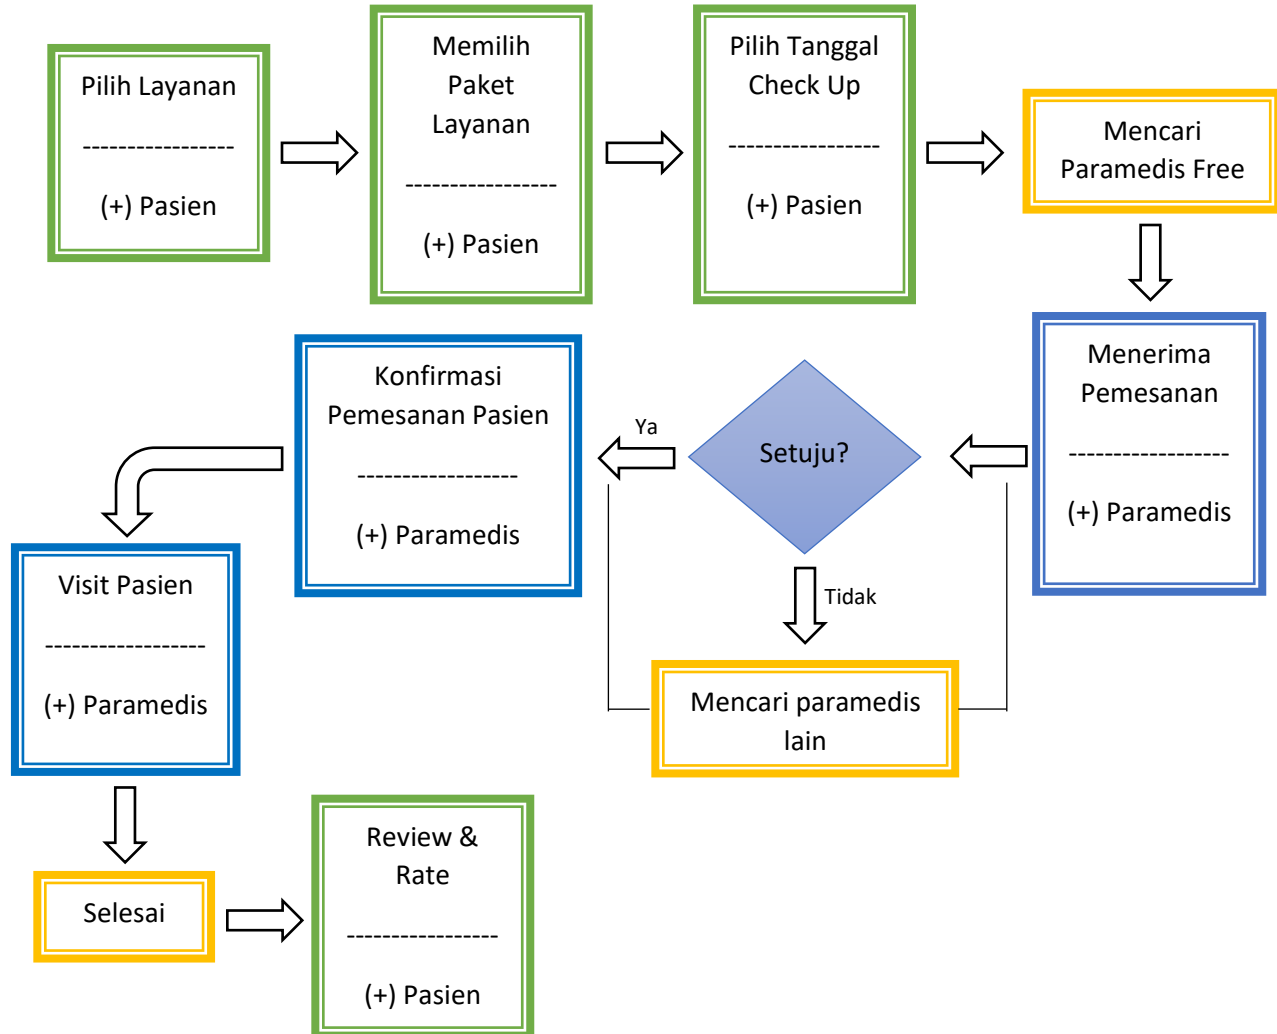 Pilih Layanan
-----------------
(+) Pasien
Memilih
Paket
Layanan
-----------------
(+) Pasien
Pilih Tanggal
Check Up
-----------------
(+) Pasien
Mencari
Paramedis Free
Menerima
Pemesanan
------------------
(+) Paramedis
Setuju?
Ya
Tidak
Mencari paramedis
lain
Konfirmasi
Pemesanan Pasien
------------------
(+) Paramedis
Visit Pasien
------------------
(+) Paramedis
Selesai
Review &
Rate
-----------------
(+) Pasien